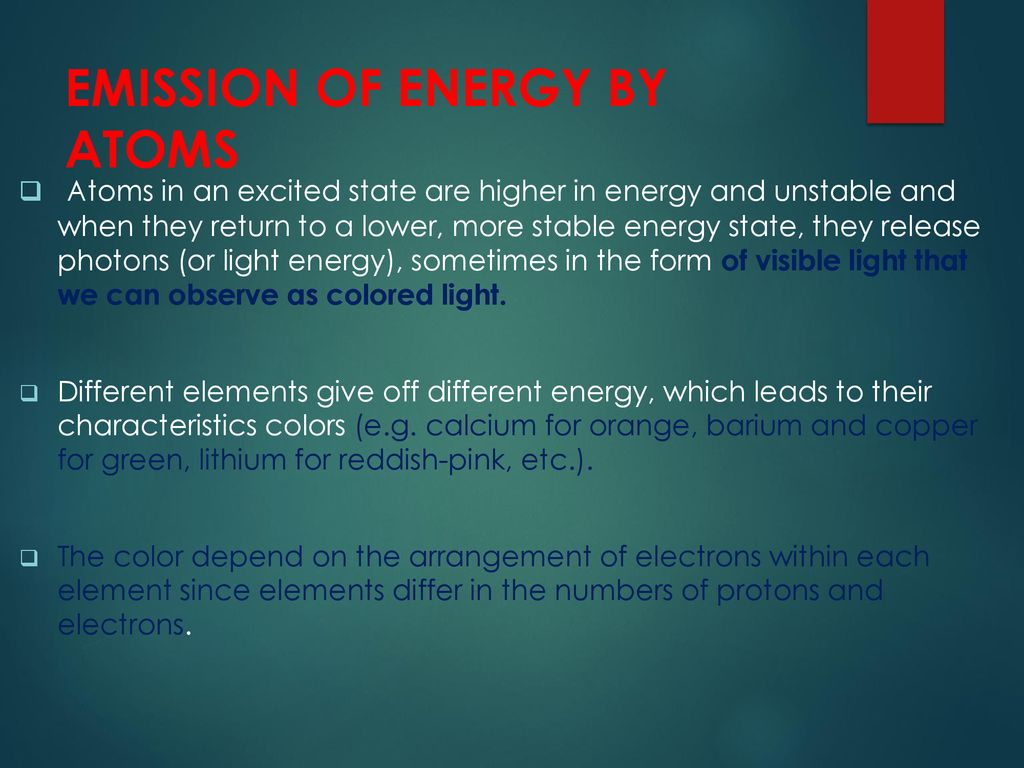 EMISSION OF ENERGY BY
ATOMS
Atoms in an excited state are higher in energy and unstable and
when they return to a lower, more stable energy state, they release
photons (or light energy), sometimes in the form of visible light that
we can observe as colored light.
Different elements give off different energy, which leads to their
characteristics colors (e.g. calcium for orange, barium and copper
for green, lithium for reddish-pink, etc.).
The color depend on the arrangement of electrons within each
element since elements differ in the numbers of protons and
electrons.